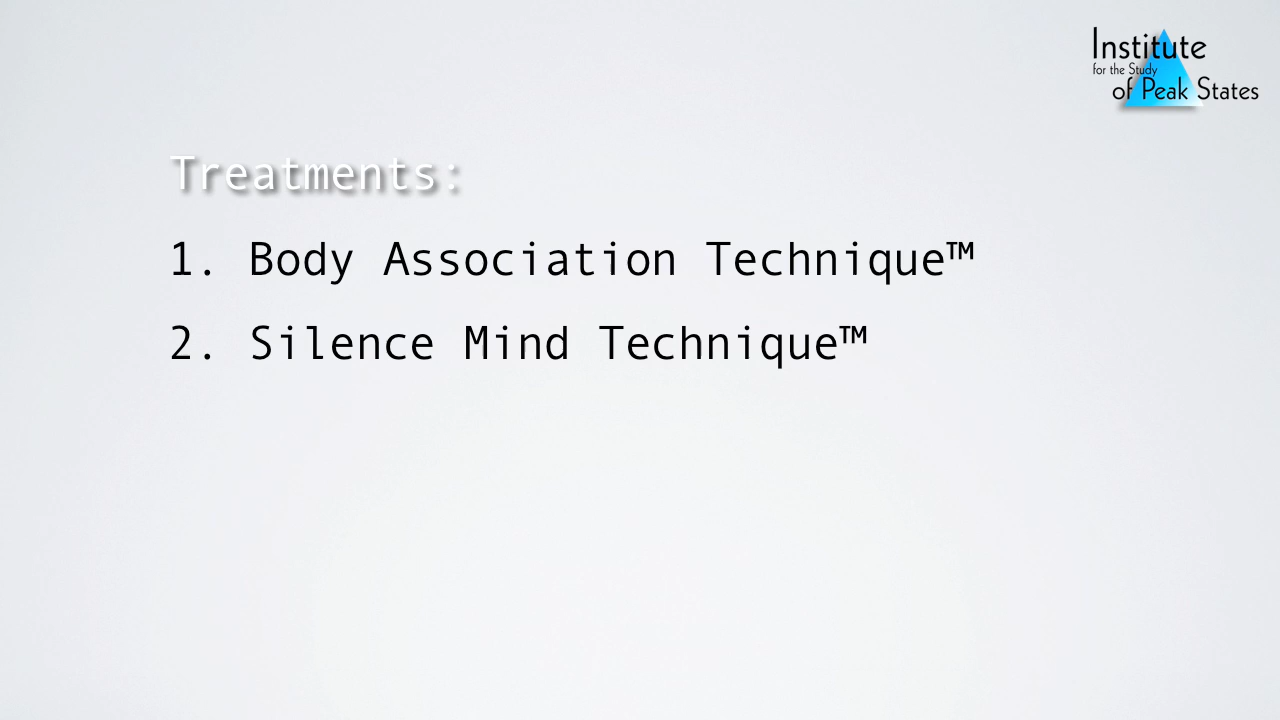 Institute
for the Study
of Peak States
Treatments:
1. Body Association Technique™
2. Silence Mind Technique™